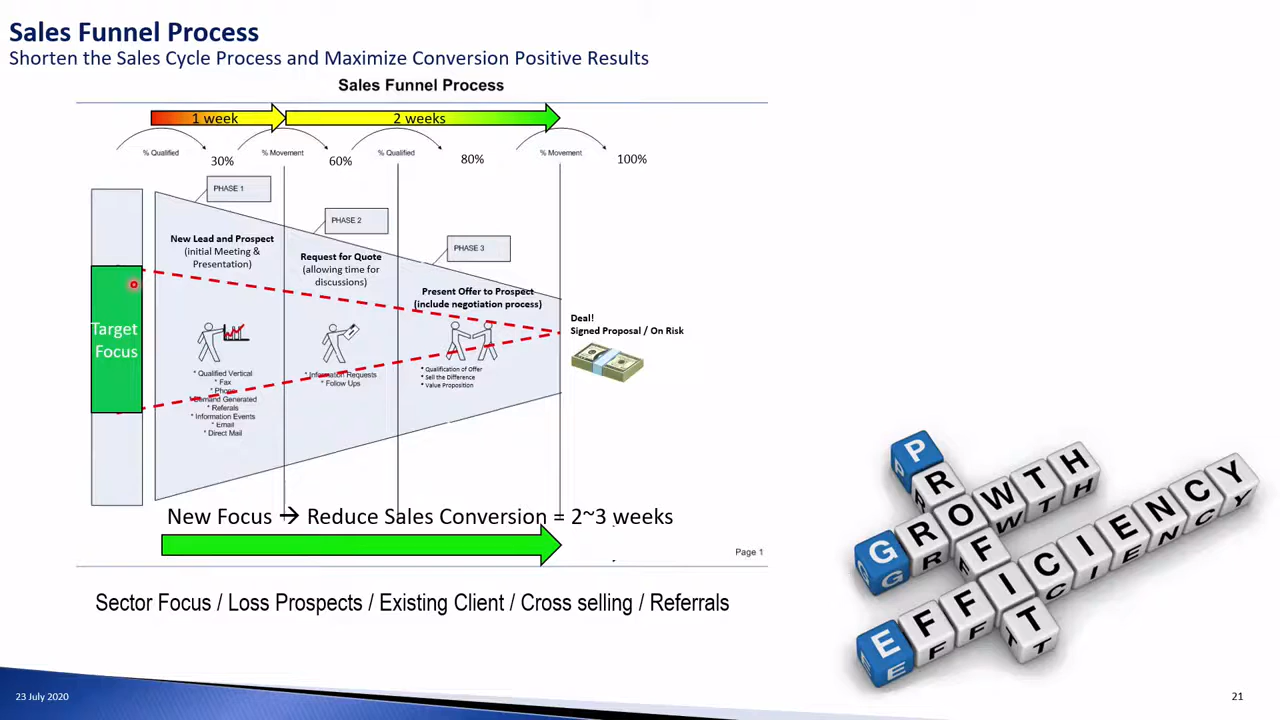 Sales Funnel Process
Shorten the Sales Cycle Process and Maximize Conversion Positive Results
Sales Funnel Process
1 week
2 weeks
% Qualified
30%
% Movement
60%
% Qualified
80%
% Movement
100%
PHASE 1
PHASE 2
PHASE 3
New Lead and Prospect
(initial Meeting &
Presentation)
Request for Quote
(allowing time for
discussions)
Present Offer to Prospect
(include negotiation process)
Deal!
Signed Proposal / On Risk
Target
Focus
* Qualified Vertical
* Fax
* Phone
* Demand Generated
* Referrals
* Information Events
* Email
* Direct Mail
* Information Requests
* Follow Ups
* Qualification of Offer
* Sell the Difference
* Value Proposition
New Focus → Reduce Sales Conversion = 2~3 weeks
Page 1
Sector Focus / Loss Prospects / Existing Client / Cross selling / Referrals
PROFIT
GROWTH
EFFICIENCY
23 July 2020
21